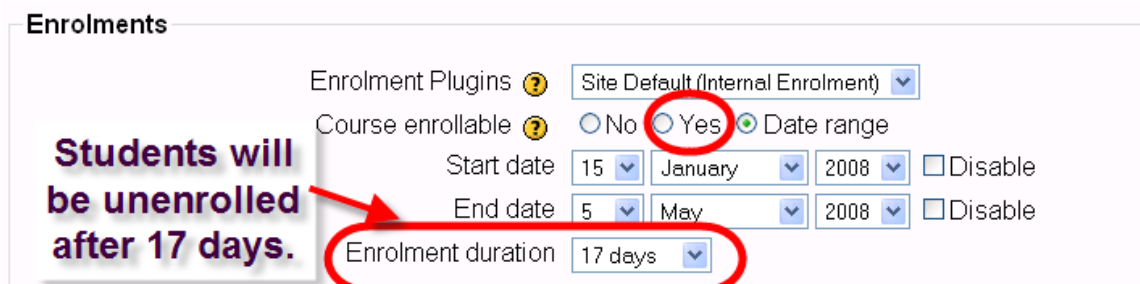 Enrolments
Enrolment Plugins ? Site Default (Internal Enrolment)
Course enrollable ? No Yes Date range
Start date 15 January 2008 Disable
End date 5 May 2008 Disable
Enrolment duration 17 days
Students will
be unenrolled
after 17 days.